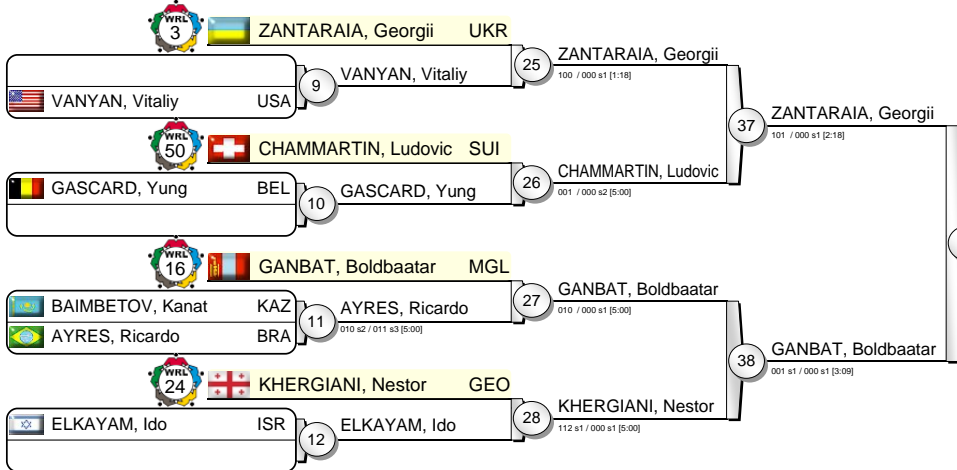 WRL
3
ZANTARAIA, Georgii UKR
VANYAN, Vitaliy USA
9
VANYAN, Vitaliy
25
ZANTARAIA, Georgii
100 / 000 s1 [1:18]
WRL
50
CHAMMARTIN, Ludovic SUI
GASCARD, Yung BEL
10
GASCARD, Yung
26
CHAMMARTIN, Ludovic
001 / 000 s2 [5:00]
37
ZANTARAIA, Georgii
101 / 000 s1 [2:18]
WRL
16
GANBAT, Boldbaatar MGL
BAIMBETOV, Kanat KAZ
AYRES, Ricardo BRA
11
AYRES, Ricardo
010 s2 / 011 s3 [5:00]
27
GANBAT, Boldbaatar
010 / 000 s1 [5:00]
WRL
24
KHERGIANI, Nestor GEO
ELKAYAM, Ido ISR
12
ELKAYAM, Ido
28
KHERGIANI, Nestor
112 s1 / 000 s1 [5:00]
38
GANBAT, Boldbaatar
001 s1 / 000 s1 [3:09]